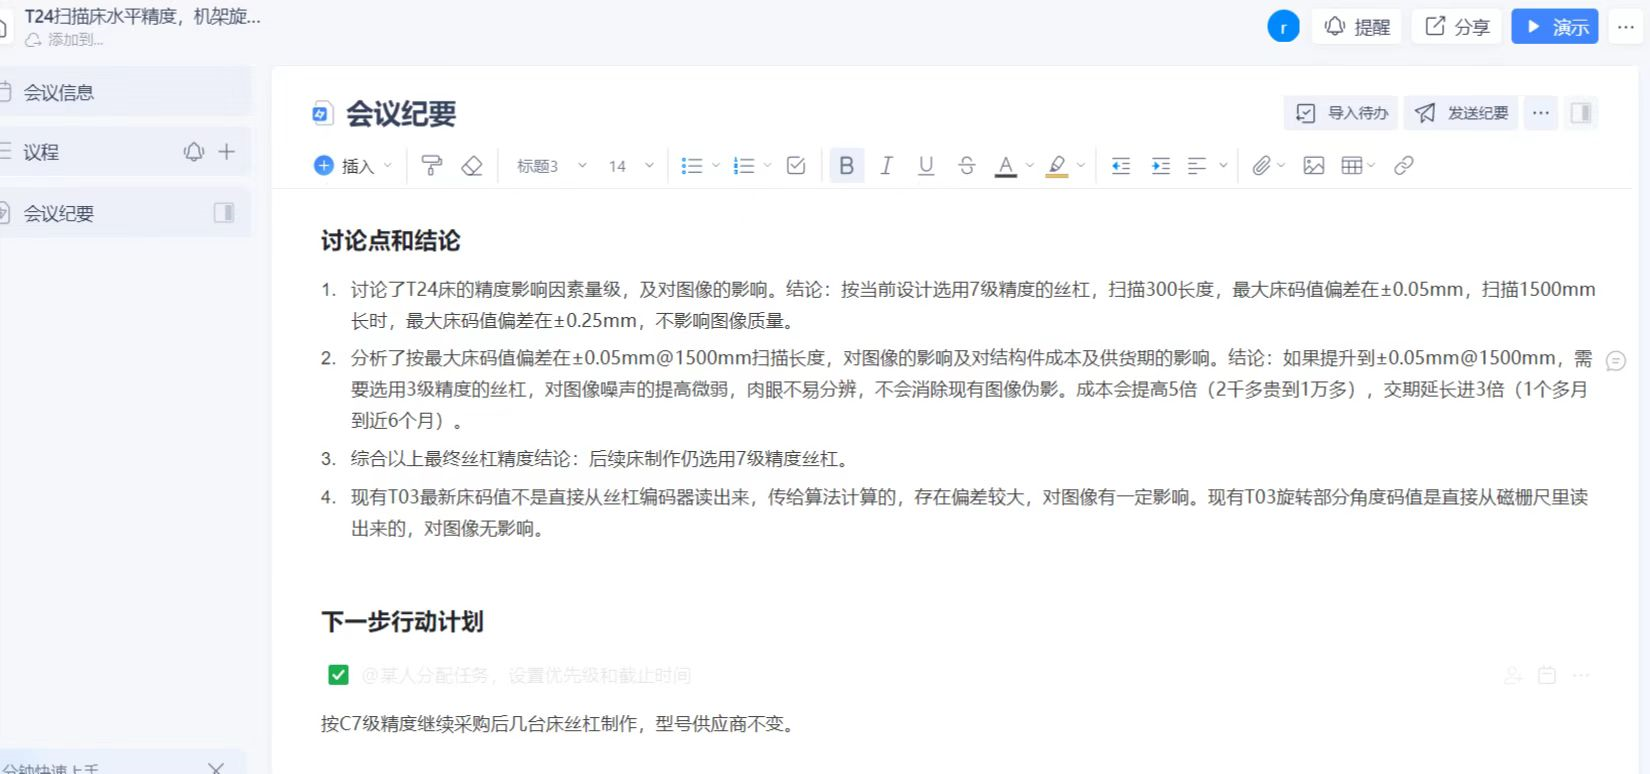 T24扫描床水平精度，机架旋...
添加到...
r
提醒
分享
演示
会议信息
议程
会议纪要
会议纪要
导入待办
发送纪要
插入
标题3
14
B
I
U
S
A
讨论点和结论
1. 讨论了T24床的精度影响因素量级，及对图像的影响。结论：按当前设计选用7级精度的丝杠，扫描300长度，最大床码值偏差在±0.05mm，扫描1500mm
长时，最大床码值偏差在±0.25mm，不影响图像质量。
2. 分析了按最大床码值偏差在±0.05mm@1500mm扫描长度，对图像的影响及对结构件成本及供货期的影响。结论：如果提升到±0.05mm@1500mm，需
要选用3级精度的丝杠，对图像噪声的提高微弱，肉眼不易分辨，不会消除现有图像伪影。成本会提高5倍（2千多贵到1万多），交期延长进3倍（1个多月
到近6个月）。
3. 综合以上最终丝杠精度结论：后续床制作仍选用7级精度丝杠。
4. 现有T03最新床码值不是直接从丝杠编码器读出来，传给算法计算的，存在偏差较大，对图像有一定影响。现有T03旋转部分角度码值是直接从磁栅尺里读
出来的，对图像无影响。
下一步行动计划
@某人分配任务，设置优先级和截止时间
按C7级精度继续采购后几台床丝杠制作，型号供应商不变。
分钟快速上手